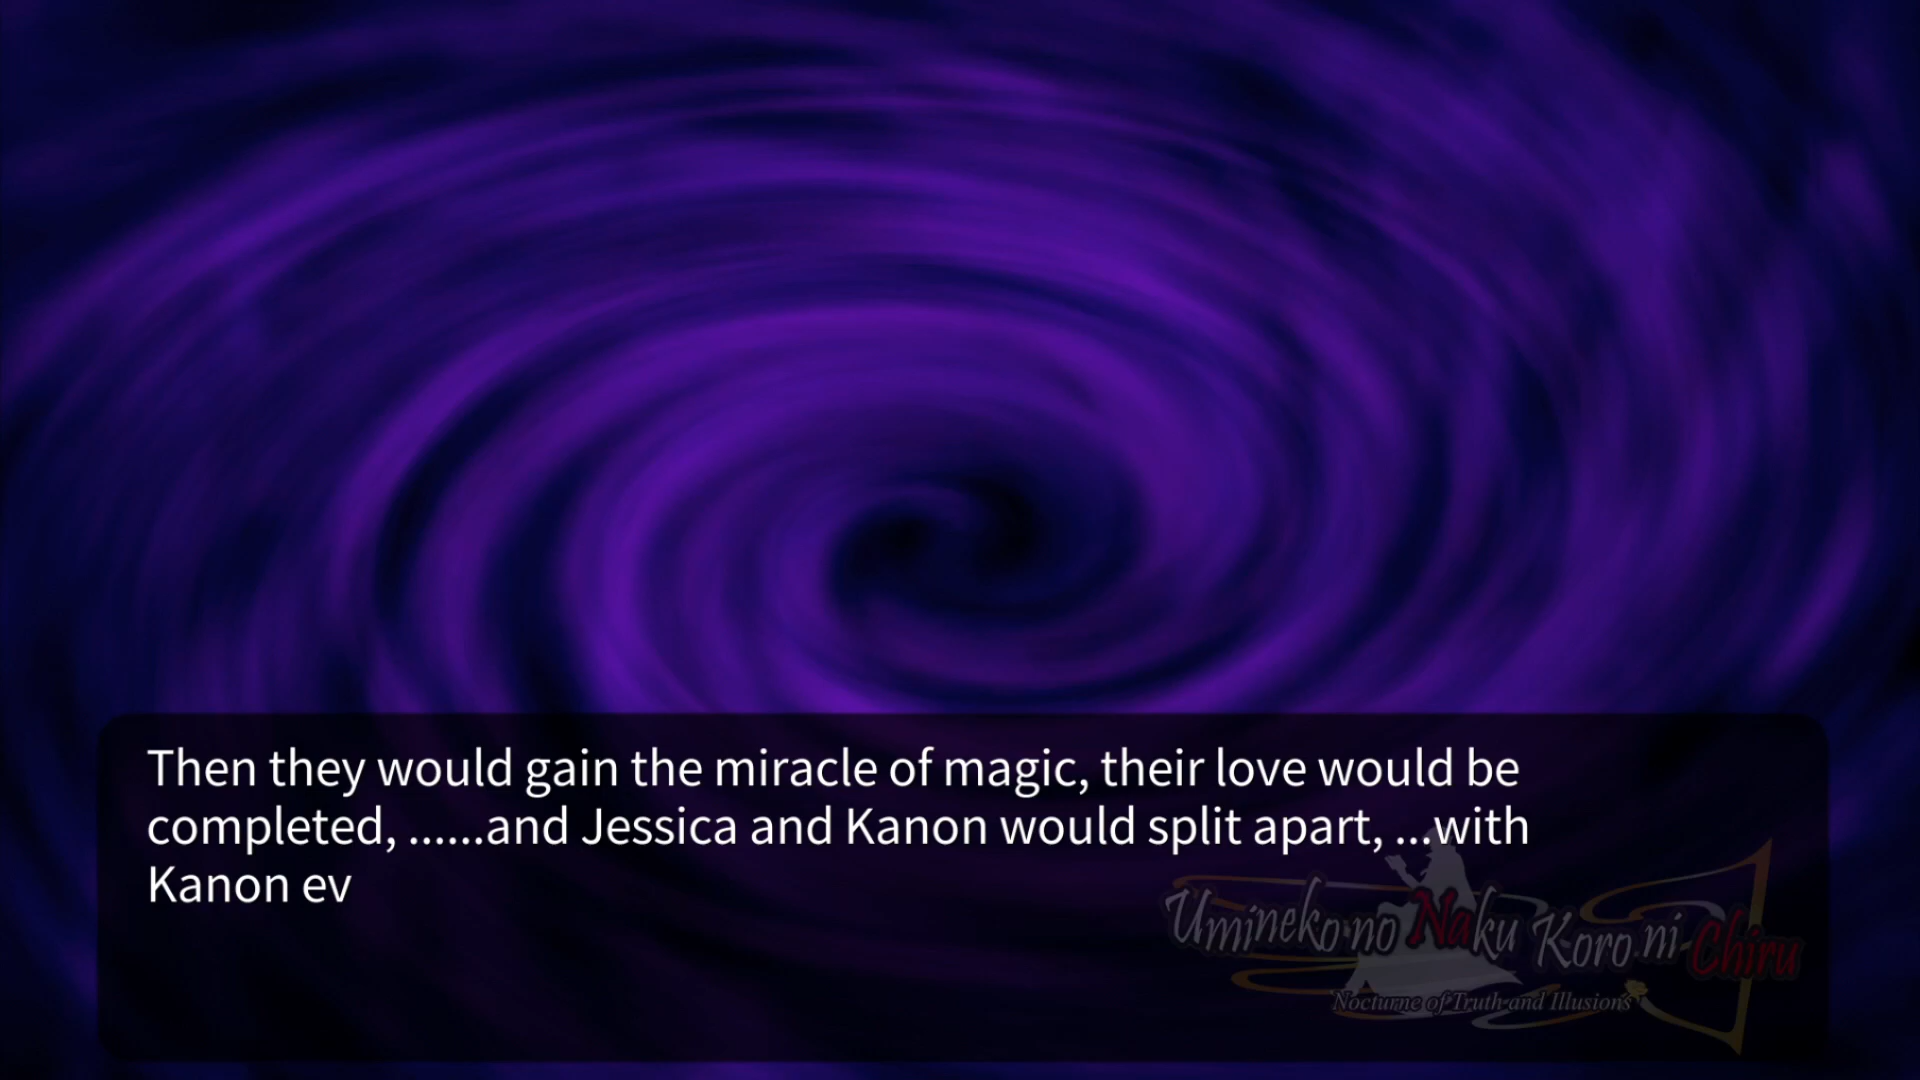 Then they would gain the miracle of magic, their love would be
completed, ......and Jessica and Kanon would split apart, ...with
Kanon ev
Umineko no Naku Koro ni Chiru
Nocturne of Truth and Illusions